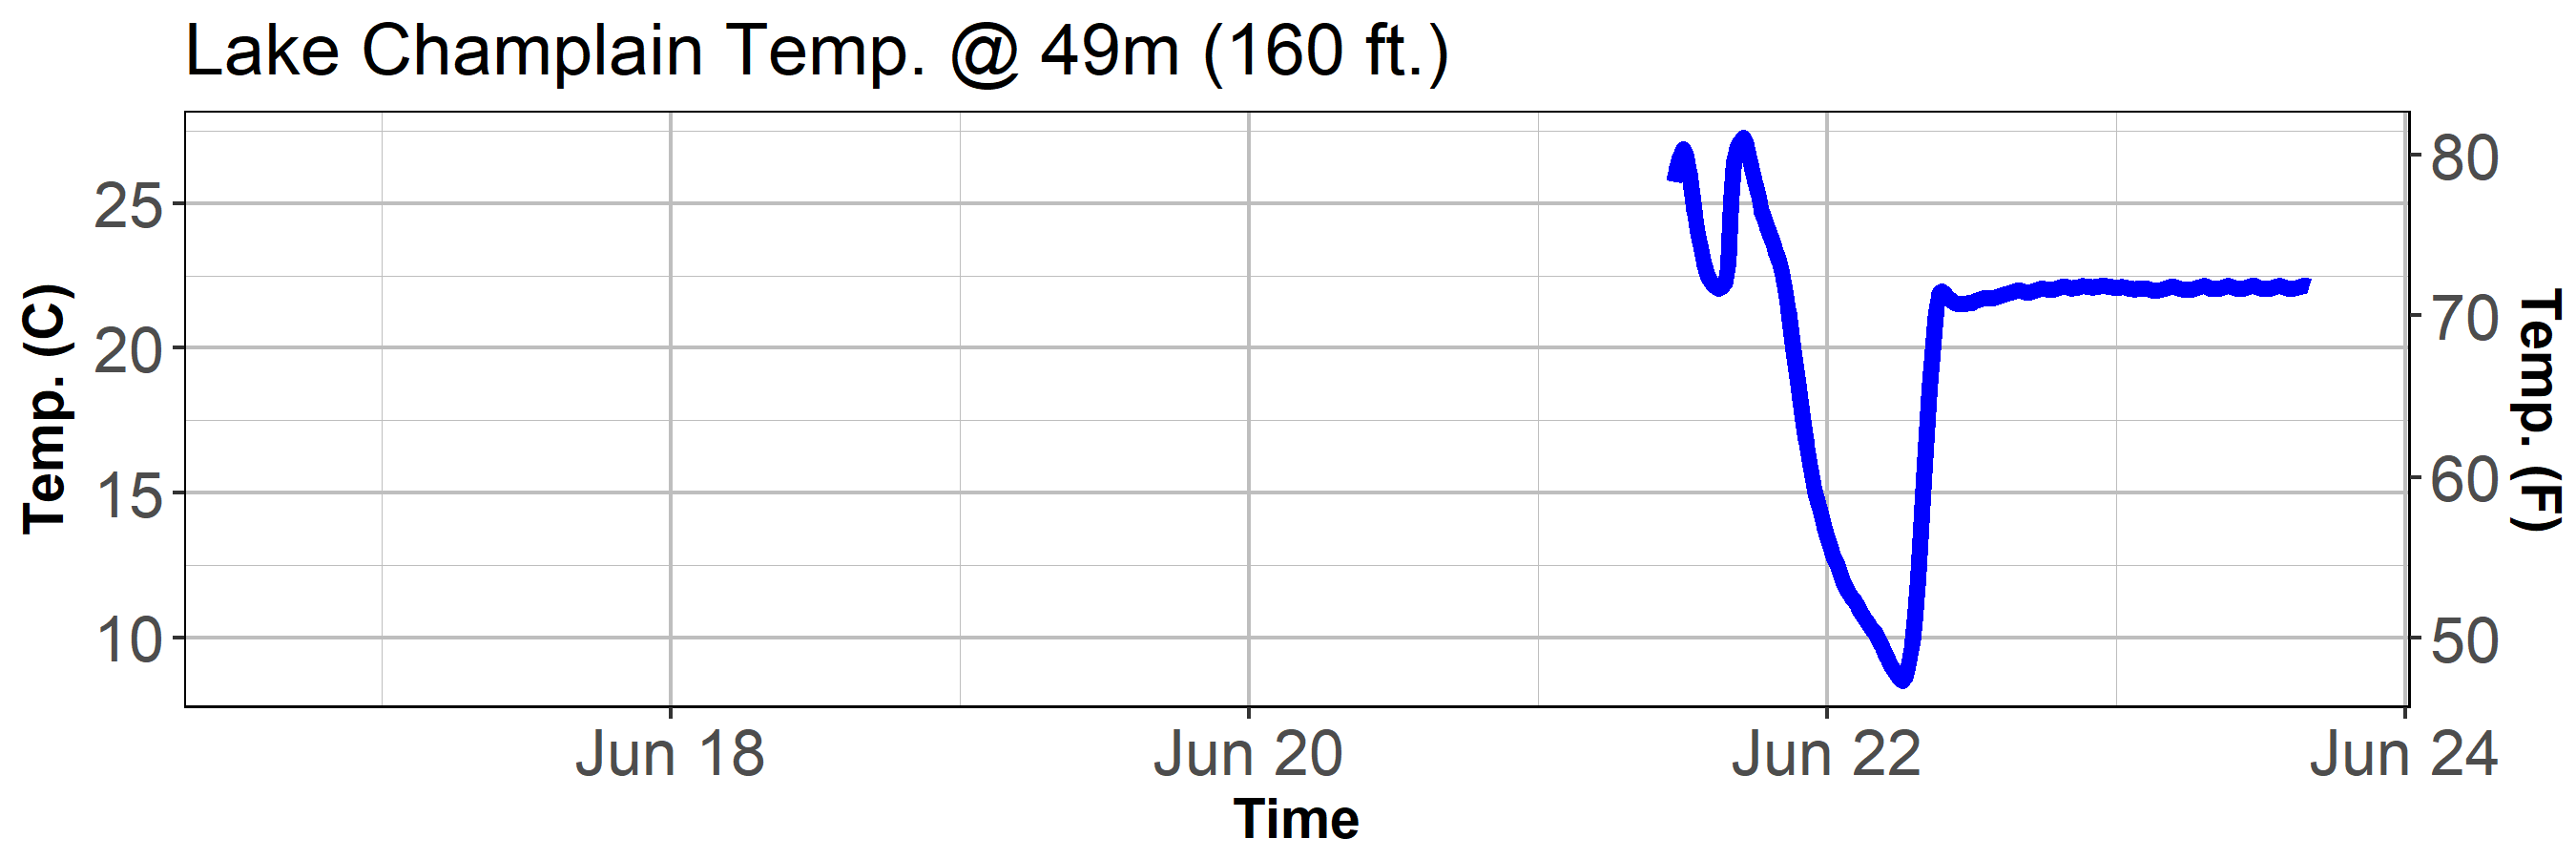 Lake Champlain Temp. @ 49m (160 ft.)
Temp. (C)
25
20
15
10
80
70
60
50
Temp. (F)
Jun 18
Jun 20
Jun 22
Jun 24
Time